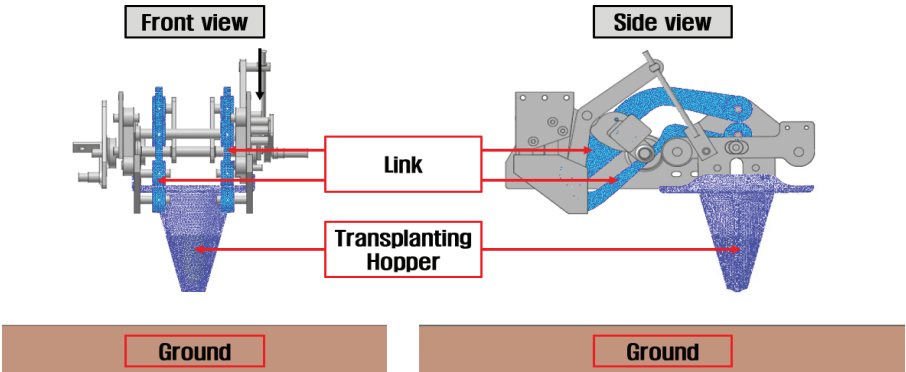 Front view
Side view
Link
Transplanting
Hopper
Ground
Ground